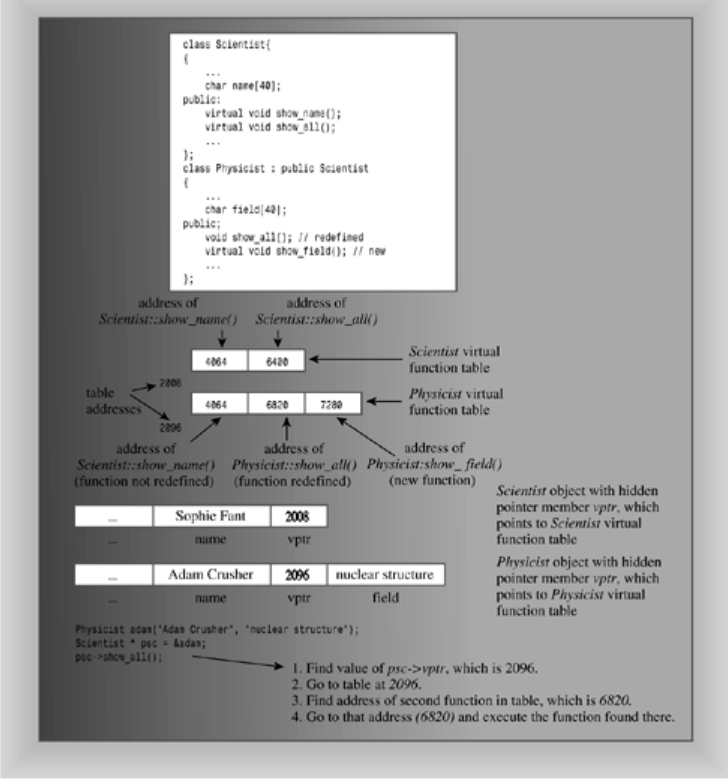 class Scientist{
{
...
char name[40];
public:
virtual void show_name();
virtual void show_all();
...
};
class Physicist : public Scientist
{
...
char field[40];
public:
void show_all(); // redefined
virtual void show_field(); // new
...
};
address of
Scientist::show_name()
address of
Scientist::show_all()
4064 6400
Scientist virtual
function table
2008
table
addresses
4064 6820 7280
Physicist virtual
function table
2096
address of
Scientist::show_name()
(function not redefined)
address of
Physicist::show_all()
(function redefined)
address of
Physicist:show_field()
(new function)
... Sophie Fant 2008
... name vptr
Scientist object with hidden
pointer member vptr, which
points to Scientist virtual
function table
... Adam Crusher 2096 nuclear structure
... name vptr field
Physicist object with hidden
pointer member vptr, which
points to Physicist virtual
function table
Physicist adam("Adam Crusher", "nuclear structure");
Scientist * psc = &adam;
psc->show_all();
1. Find value of psc->vptr, which is 2096.
2. Go to table at 2096.
3. Find address of second function in table, which is 6820.
4. Go to that address (6820) and execute the function found there.